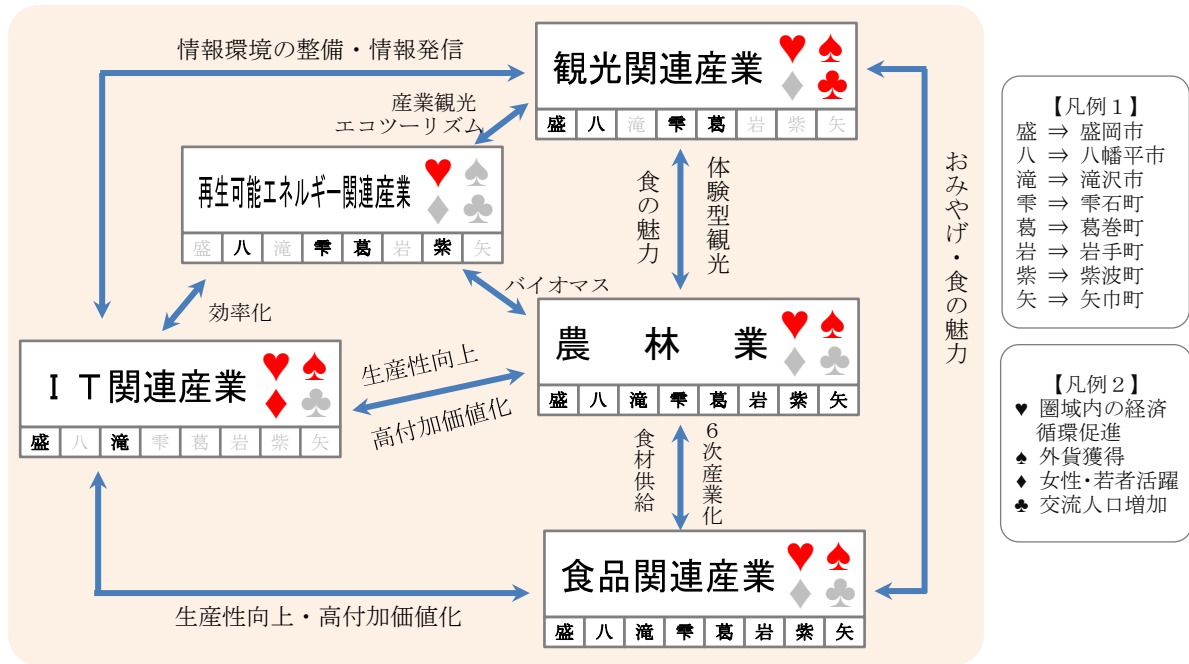 情報環境の整備・情報発信
観光関連産業 ♥ ♠ ♦ ♣
盛 八 滝 雫 葛 岩 紫 矢
産業観光
エコツーリズム
再生可能エネルギー関連産業 ♥ ♠ ♦ ♣
盛 八 滝 雫 葛 岩 紫 矢
食の魅力
体験型観光
おみやげ・食の魅力
バイオマス
効率化
農林業 ♥ ♠ ♦ ♣
盛 八 滝 雫 葛 岩 紫 矢
IT関連産業 ♥ ♠ ♦ ♣
盛 八 滝 雫 葛 岩 紫 矢
生産性向上
高付加価値化
食材供給
6次産業化
食品関連産業 ♥ ♠ ♦ ♣
盛 八 滝 雫 葛 岩 紫 矢
生産性向上・高付加価値化
【凡例1】
盛 ⇒ 盛岡市
八 ⇒ 八幡平市
滝 ⇒ 滝沢市
雫 ⇒ 雫石町
葛 ⇒ 葛巻町
岩 ⇒ 岩手町
紫 ⇒ 紫波町
矢 ⇒ 矢巾町
【凡例2】
♥ 圏域内の経済
循環促進
♠ 外貨獲得
♦ 女性・若者活躍
♣ 交流人口増加